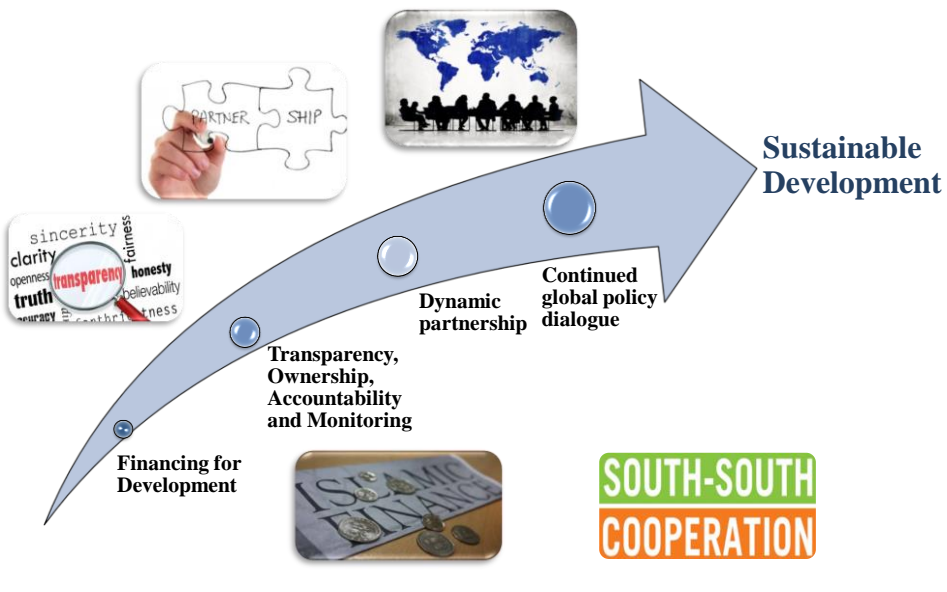 PARTNER SHIP
Sustainable
Development
sincerity
clarity
fairness
openness
transparency
honesty
truth
believability
Continued
global policy
dialogue
Dynamic
partnership
Transparency,
Ownership,
Accountability
and Monitoring
Financing for
Development
ISLAMIC
FINANCE
SOUTH-SOUTH
COOPERATION